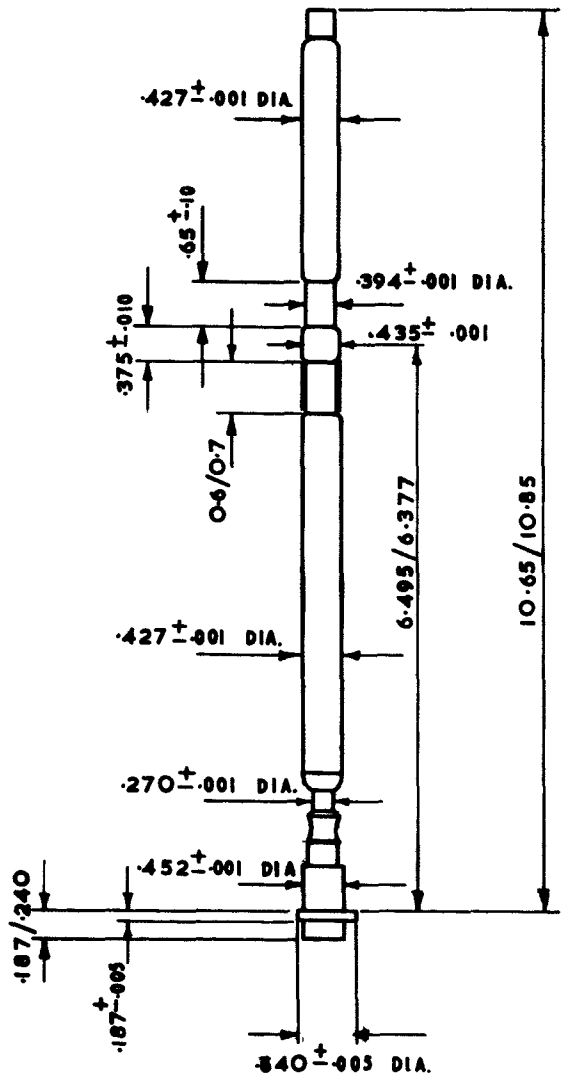 .427±.001 DIA.
.65±.10
.394±.001 DIA.
.375±.010
.435±.001
0.6/0.7
6.495/6.377
10.65/10.85
.427±.001 DIA.
.270±.001 DIA.
.452±.001 DIA
.187/.240
.187±.005
.840±.005 DIA.